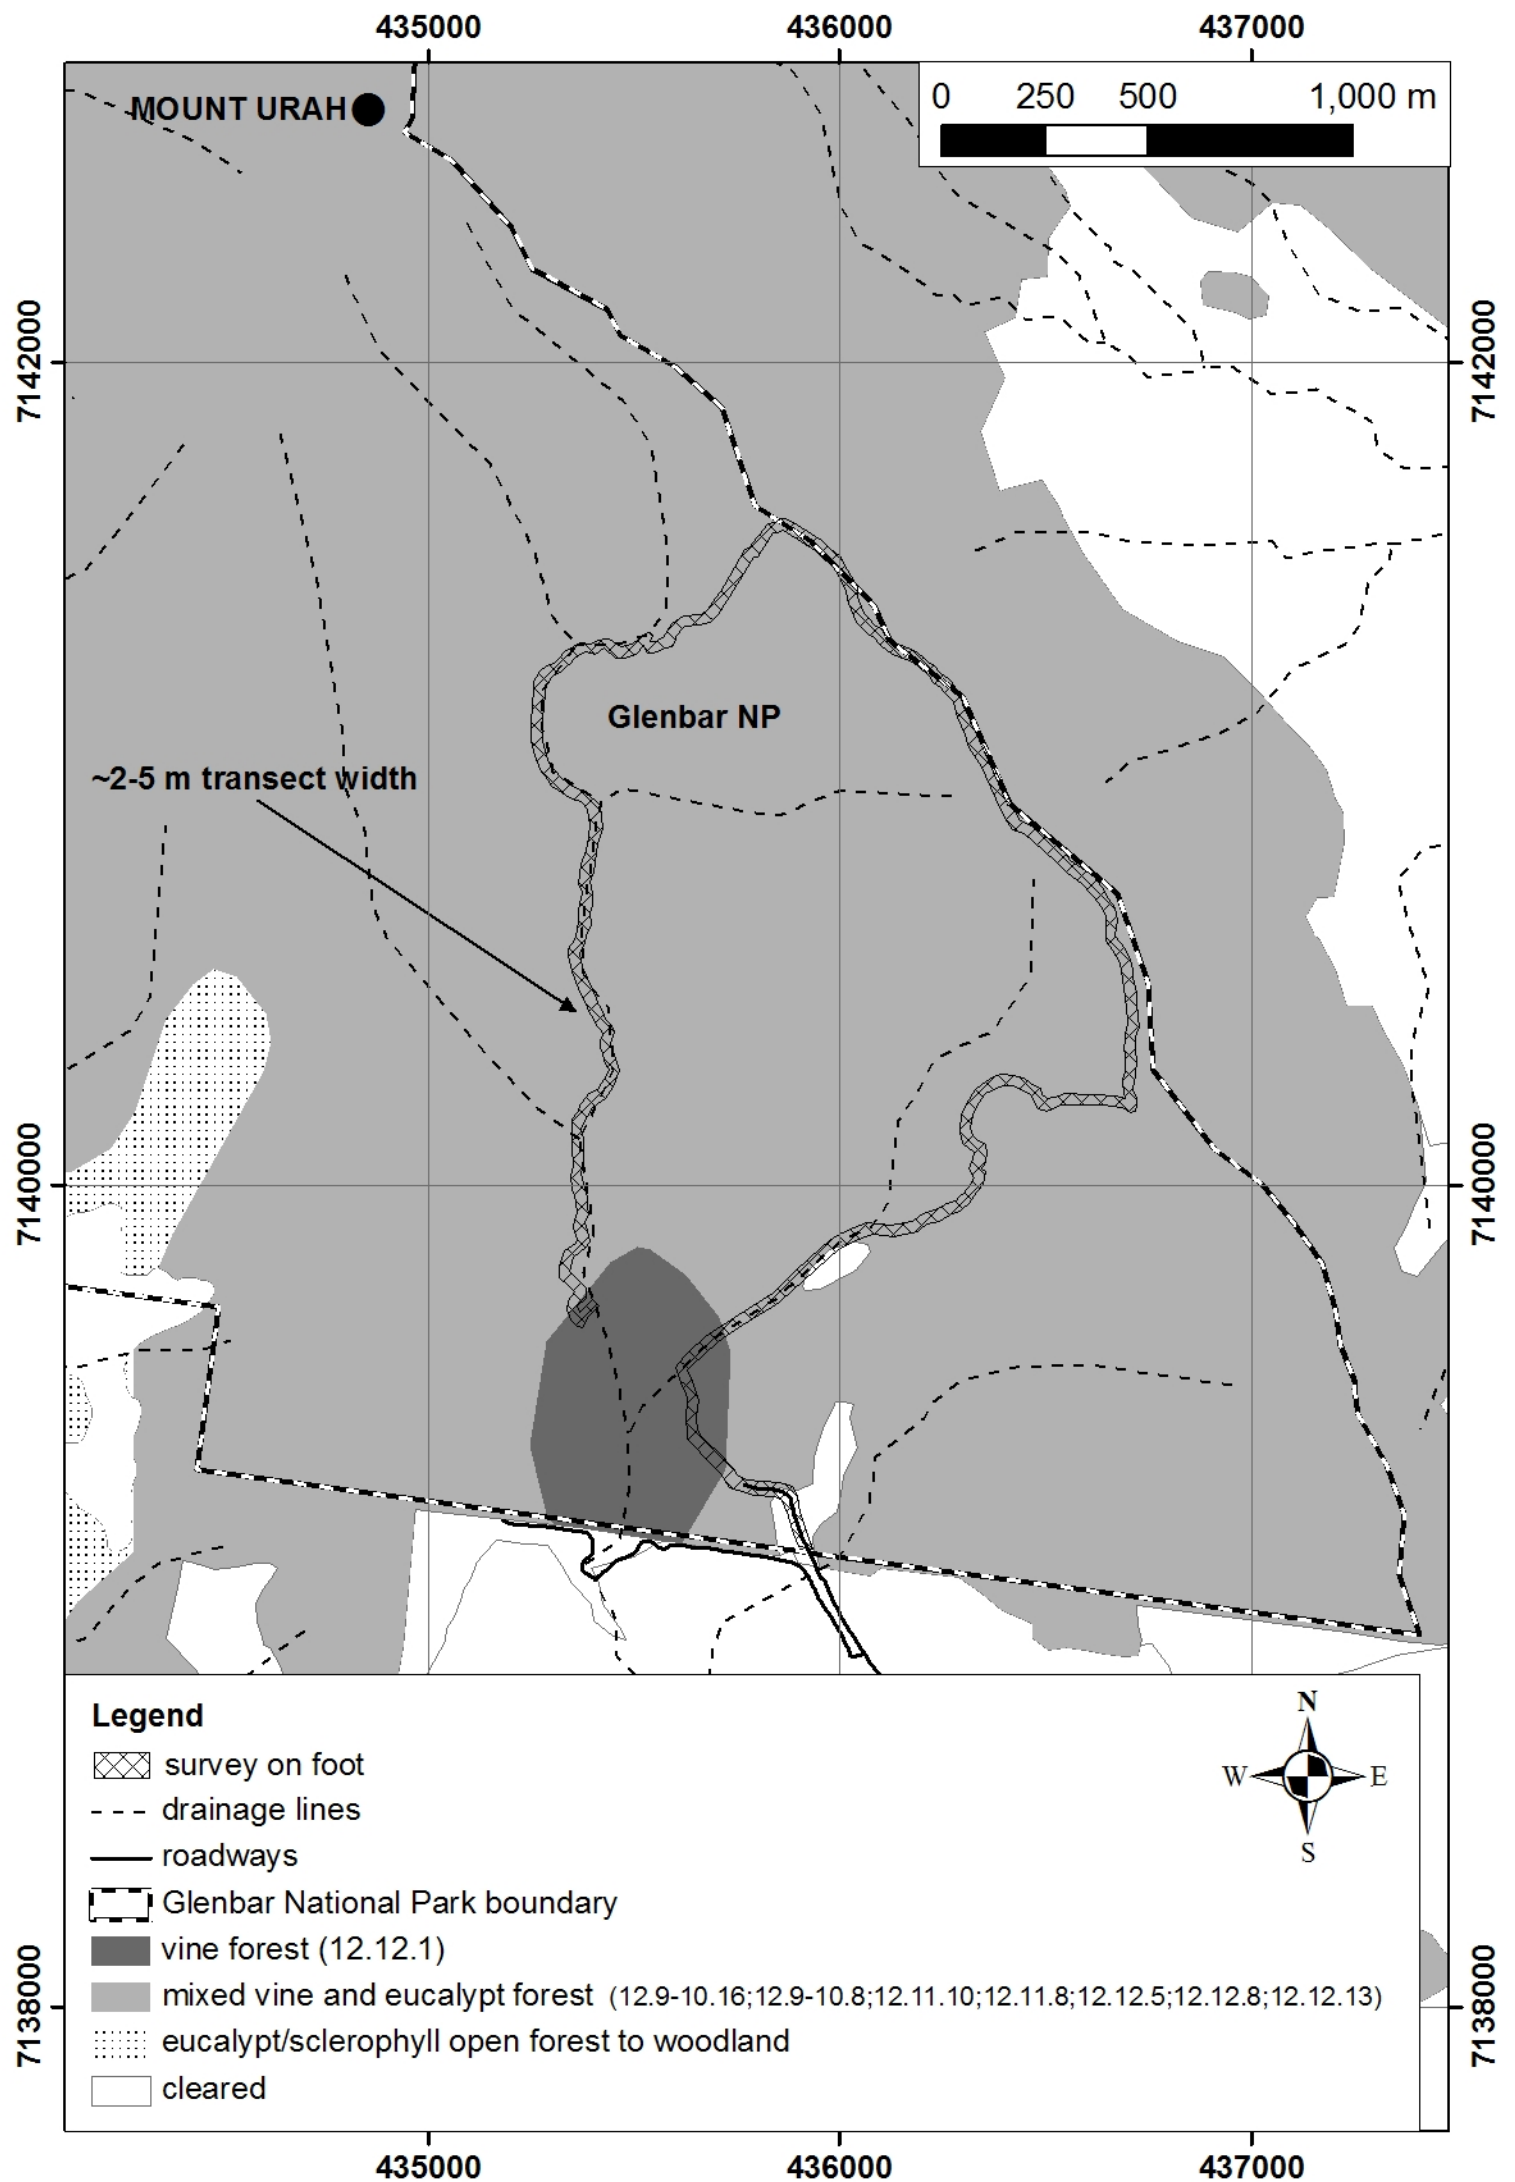 435000 436000 437000
MOUNT URAH
0 250 500 1,000 m
7142000 7142000
Glenbar NP
~2-5 m transect width
7140000 7140000
Legend
survey on foot
drainage lines
roadways
Glenbar National Park boundary
vine forest (12.12.1)
mixed vine and eucalypt forest (12.9-10.16;12.9-10.8;12.11.10;12.11.8;12.12.5;12.12.8;12.12.13)
eucalypt/sclerophyll open forest to woodland
cleared
N
W E
S
7138000 7138000
435000 436000 437000